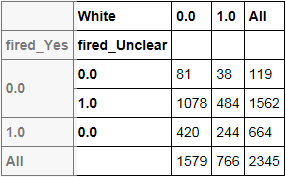 White 0.0 1.0 All
fired_Yes fired_Unclear
0.0 0.0 81 38 119
1.0 1078 484 1562
1.0 0.0 420 244 664
All 1579 766 2345